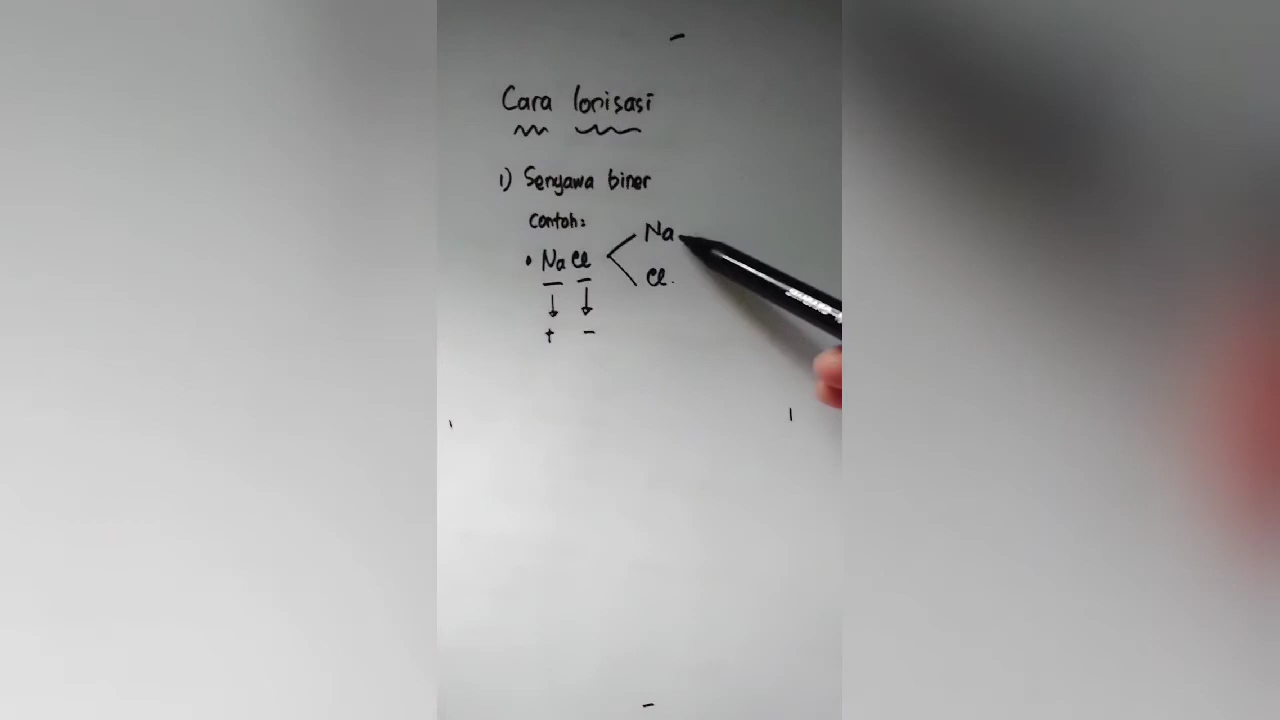 Cara Ionisasi
1) Senyawa biner
Contoh:
Na
• NaCl
Cl.
+ -